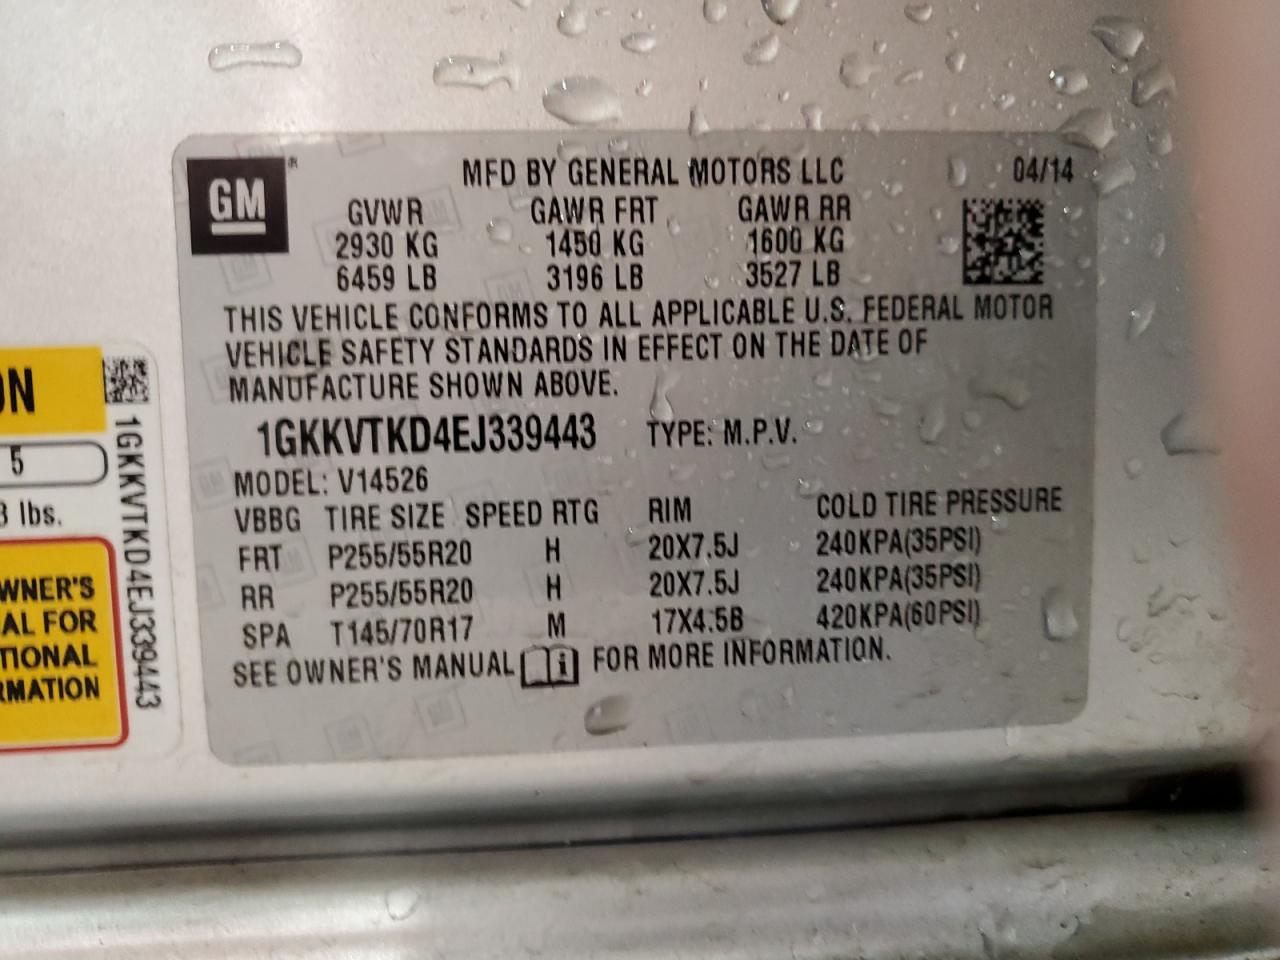 GM ®
MFD BY GENERAL MOTORS LLC 04/14
GVWR GAWR FRT GAWR RR
2930 KG 1450 KG 1600 KG
6459 LB 3196 LB 3527 LB
THIS VEHICLE CONFORMS TO ALL APPLICABLE U.S. FEDERAL MOTOR
VEHICLE SAFETY STANDARDS IN EFFECT ON THE DATE OF
MANUFACTURE SHOWN ABOVE.
1GKKVTKD4EJ339443 TYPE: M.P.V.
MODEL: V14526
VBBG TIRE SIZE SPEED RTG RIM COLD TIRE PRESSURE
FRT P255/55R20 H 20X7.5J 240KPA(35PSI)
RR P255/55R20 H 20X7.5J 240KPA(35PSI)
SPA T145/70R17 M 17X4.5B 420KPA(60PSI)
SEE OWNER'S MANUAL i FOR MORE INFORMATION.
ON
5
3 lbs.
WNER'S
AL FOR
TIONAL
RMATION
1GKKVTKD4EJ339443